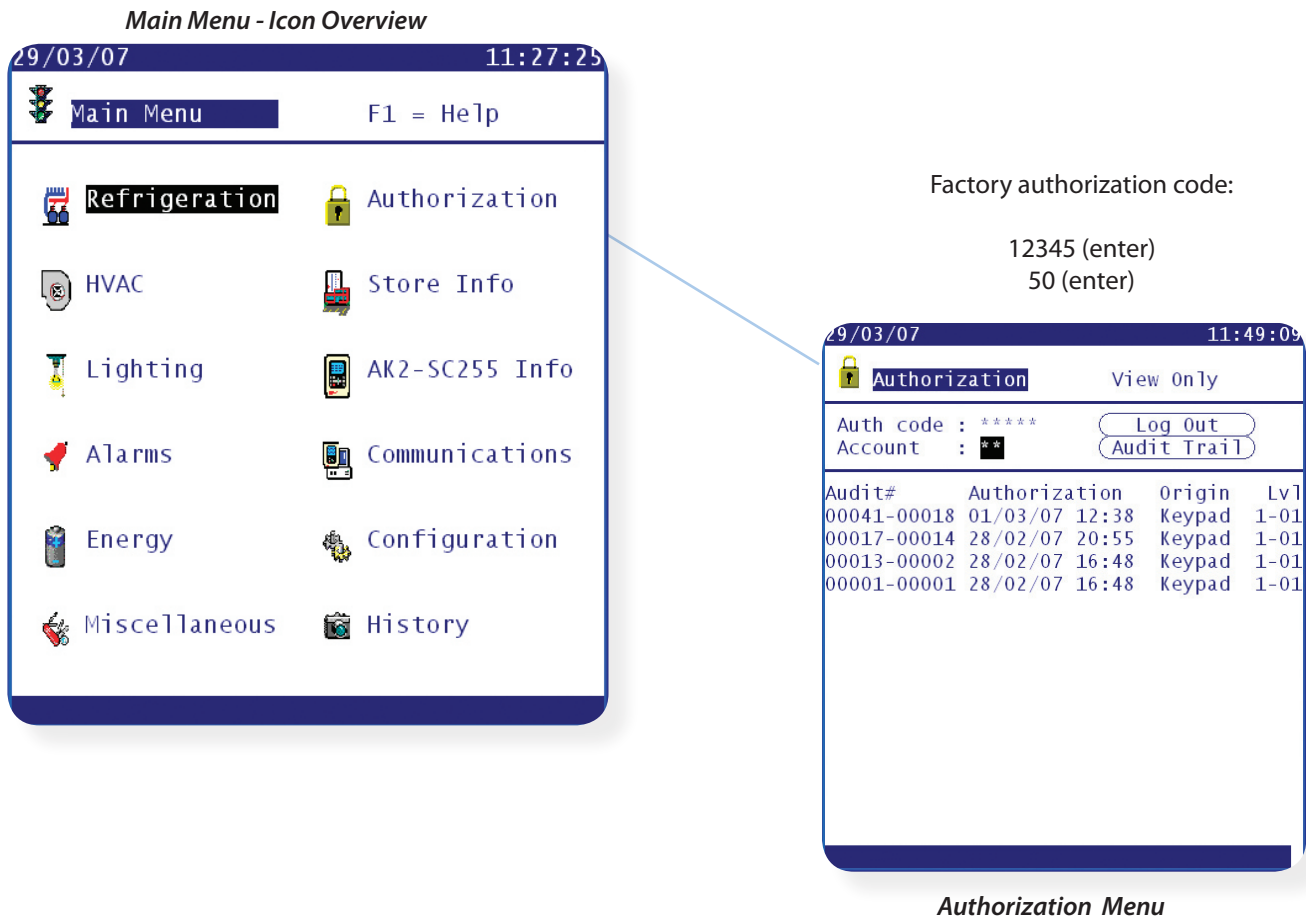 Main Menu - Icon Overview
29/03/07 11:27:25
Main Menu F1 = Help
Refrigeration Authorization
HVAC Store Info
Lighting AK2-SC255 Info
Alarms Communications
Energy Configuration
Miscellaneous History
Factory authorization code:
12345 (enter)
50 (enter)
29/03/07 11:49:09
Authorization View Only
Auth code : ***** Log Out
Account : ** Audit Trail
Audit# Authorization Origin Lvl
00041-00018 01/03/07 12:38 Keypad 1-01
00017-00014 28/02/07 20:55 Keypad 1-01
00013-00002 28/02/07 16:48 Keypad 1-01
00001-00001 28/02/07 16:48 Keypad 1-01
Authorization Menu